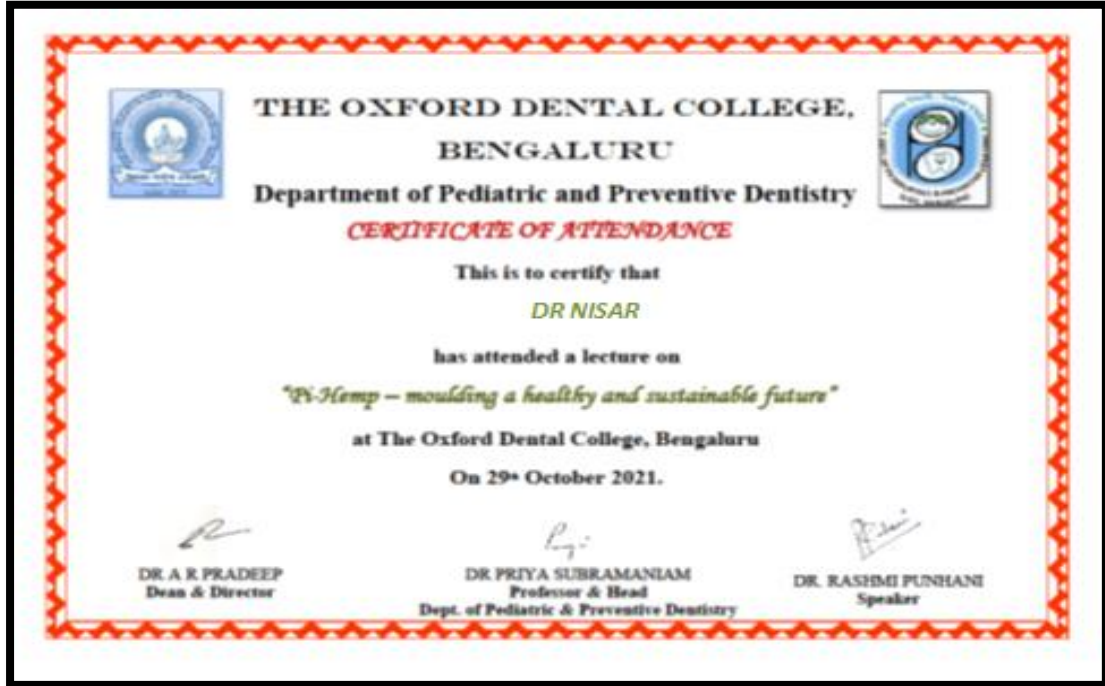 THE OXFORD DENTAL COLLEGE,
BENGALURU
Department of Pediatric and Preventive Dentistry
CERTIFICATE OF ATTENDANCE
This is to certify that
DR NISAR
has attended a lecture on
"Pi-Hemp – moulding a healthy and sustainable future"
at The Oxford Dental College, Bengaluru
On 29th October 2021.
DR A R PRADEEP
Dean & Director
DR PRIYA SUBRAMANIAM
Professor & Head
Dept. of Pediatric & Preventive Dentistry
DR. RASHMI PUNHANI
Speaker